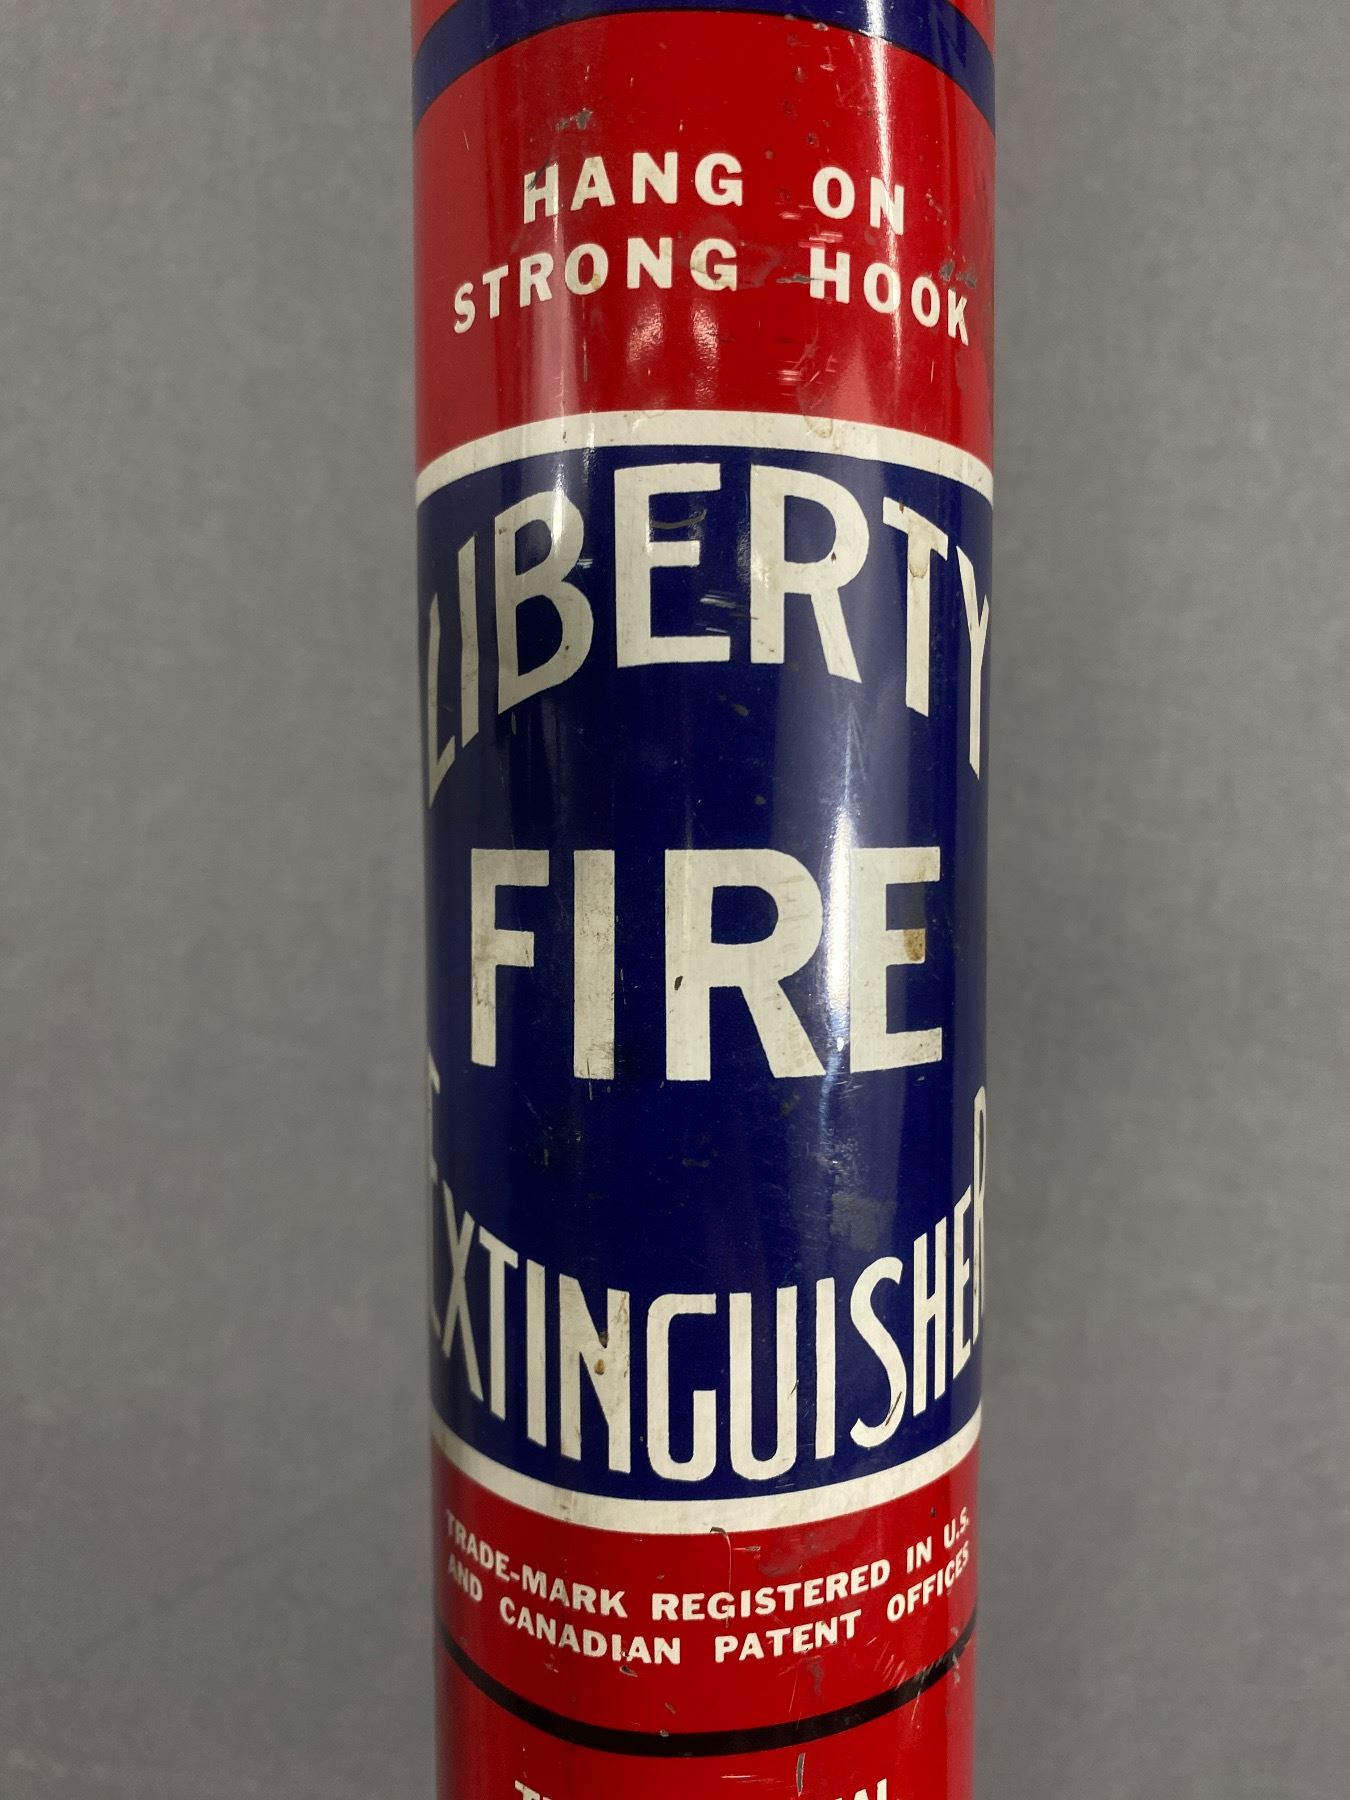 HANG ON
STRONG HOOK
LIBERTY
FIRE
EXTINGUISHER
TRADE-MARK REGISTERED IN U.S.
AND CANADIAN PATENT OFFICES